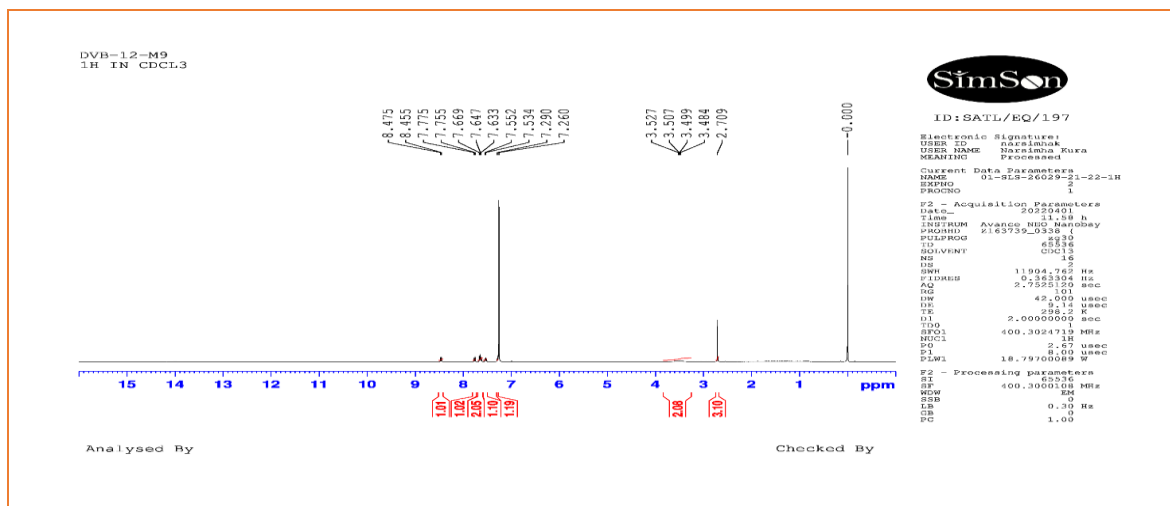 DVB-12-M9
1H IN CDCL3
8.475
8.455
7.775
7.755
7.669
7.647
7.633
7.552
7.534
7.290
7.260
3.527
3.507
3.499
3.484
2.709
-0.000
SimSon
ID:SATL/EQ/197
Electronic Signature:
USER ID narsimhak
USER NAME Narsimha Kura
MEANING Processed
Current Data Parameters
NAME 01-SLS-26029-21-22-1H
EXPNO 2
PROCNO 1
F2 - Acquisition Parameters
Date_ 20220401
Time 11.58 h
INSTRUM Avance NEO Nanobay
PROBHD Z163739_0338 (
PULPROG zg30
TD 65536
SOLVENT CDCl3
NS 16
DS 2
SWH 11904.762 Hz
FIDRES 0.363304 Hz
AQ 2.7525120 sec
RG 101
DW 42.000 usec
DE 9.14 usec
TE 298.2 K
D1 2.00000000 sec
TD0 1
SFO1 400.3024719 MHz
NUC1 1H
P0 2.67 usec
P1 8.00 usec
PLW1 18.79700089 W
F2 - Processing parameters
SI 65536
SF 400.3000108 MHz
WDW EM
SSB 0
LB 0.30 Hz
GB 0
PC 1.00
15 14 13 12 11 10 9 8 7 6 5 4 3 2 1 ppm
1.01
1.02
2.05
1.10
1.19
2.08
3.10
Analysed By
Checked By